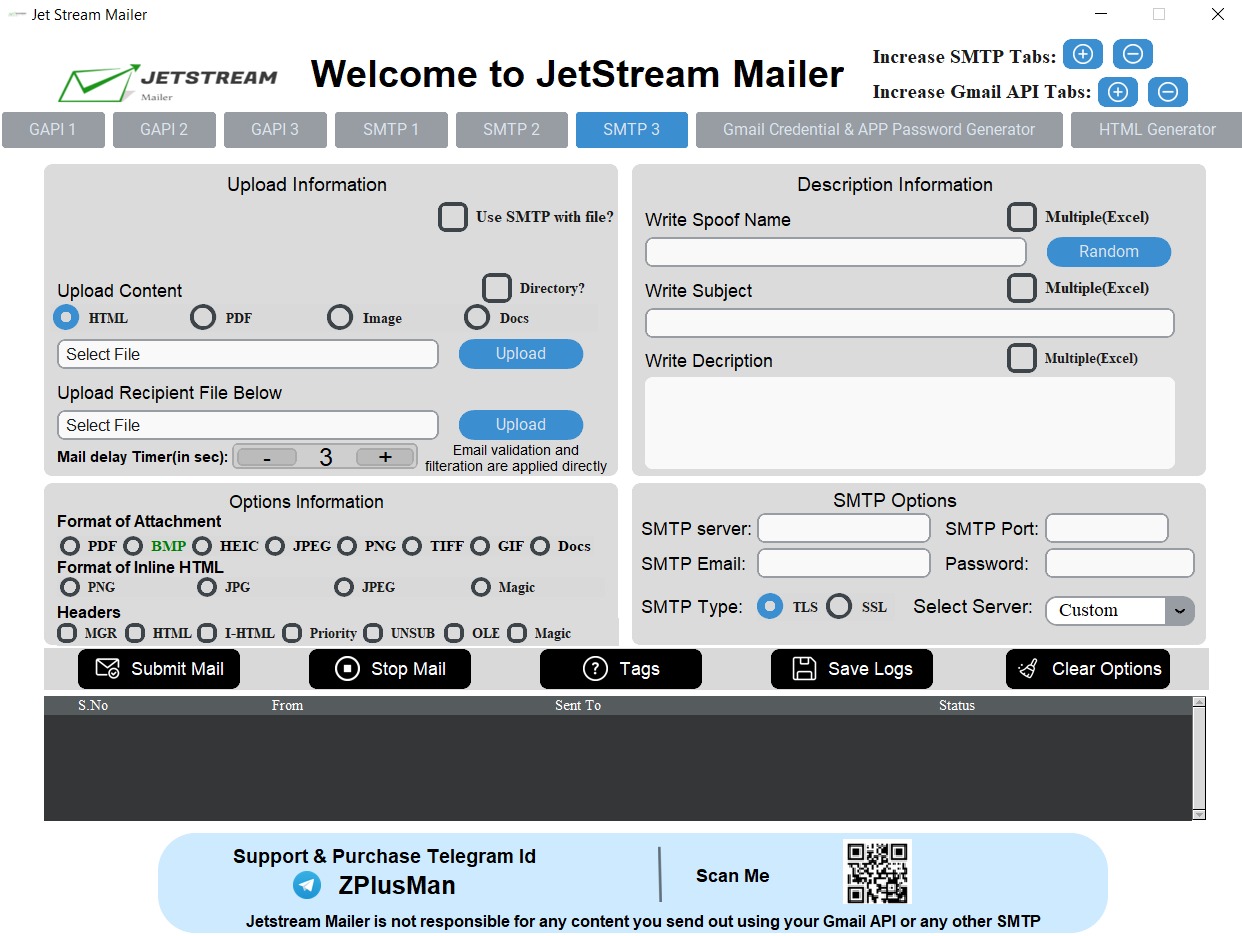 Jet Stream Mailer
JETSTREAM
Mailer
Welcome to JetStream Mailer
Increase SMTP Tabs:
Increase Gmail API Tabs:
GAPI 1 GAPI 2 GAPI 3 SMTP 1 SMTP 2 SMTP 3 Gmail Credential & APP Password Generator HTML Generator
Upload Information
Use SMTP with file?
Upload Content
Directory?
HTML PDF Image Docs
Select File Upload
Upload Recipient File Below
Select File Upload
Mail delay Timer(in sec): - 3 +
Email validation and
filteration are applied directly
Description Information
Write Spoof Name Multiple(Excel)
Random
Write Subject Multiple(Excel)
Write Decription Multiple(Excel)
Options Information
Format of Attachment
PDF BMP HEIC JPEG PNG TIFF GIF Docs
Format of Inline HTML
PNG JPG JPEG Magic
Headers
MGR HTML I-HTML Priority UNSUB OLE Magic
SMTP Options
SMTP server: SMTP Port:
SMTP Email: Password:
SMTP Type: TLS SSL Select Server: Custom
Submit Mail Stop Mail Tags Save Logs Clear Options
S.No From Sent To Status
Support & Purchase Telegram Id
ZPlusMan
Scan Me
Jetstream Mailer is not responsible for any content you send out using your Gmail API or any other SMTP